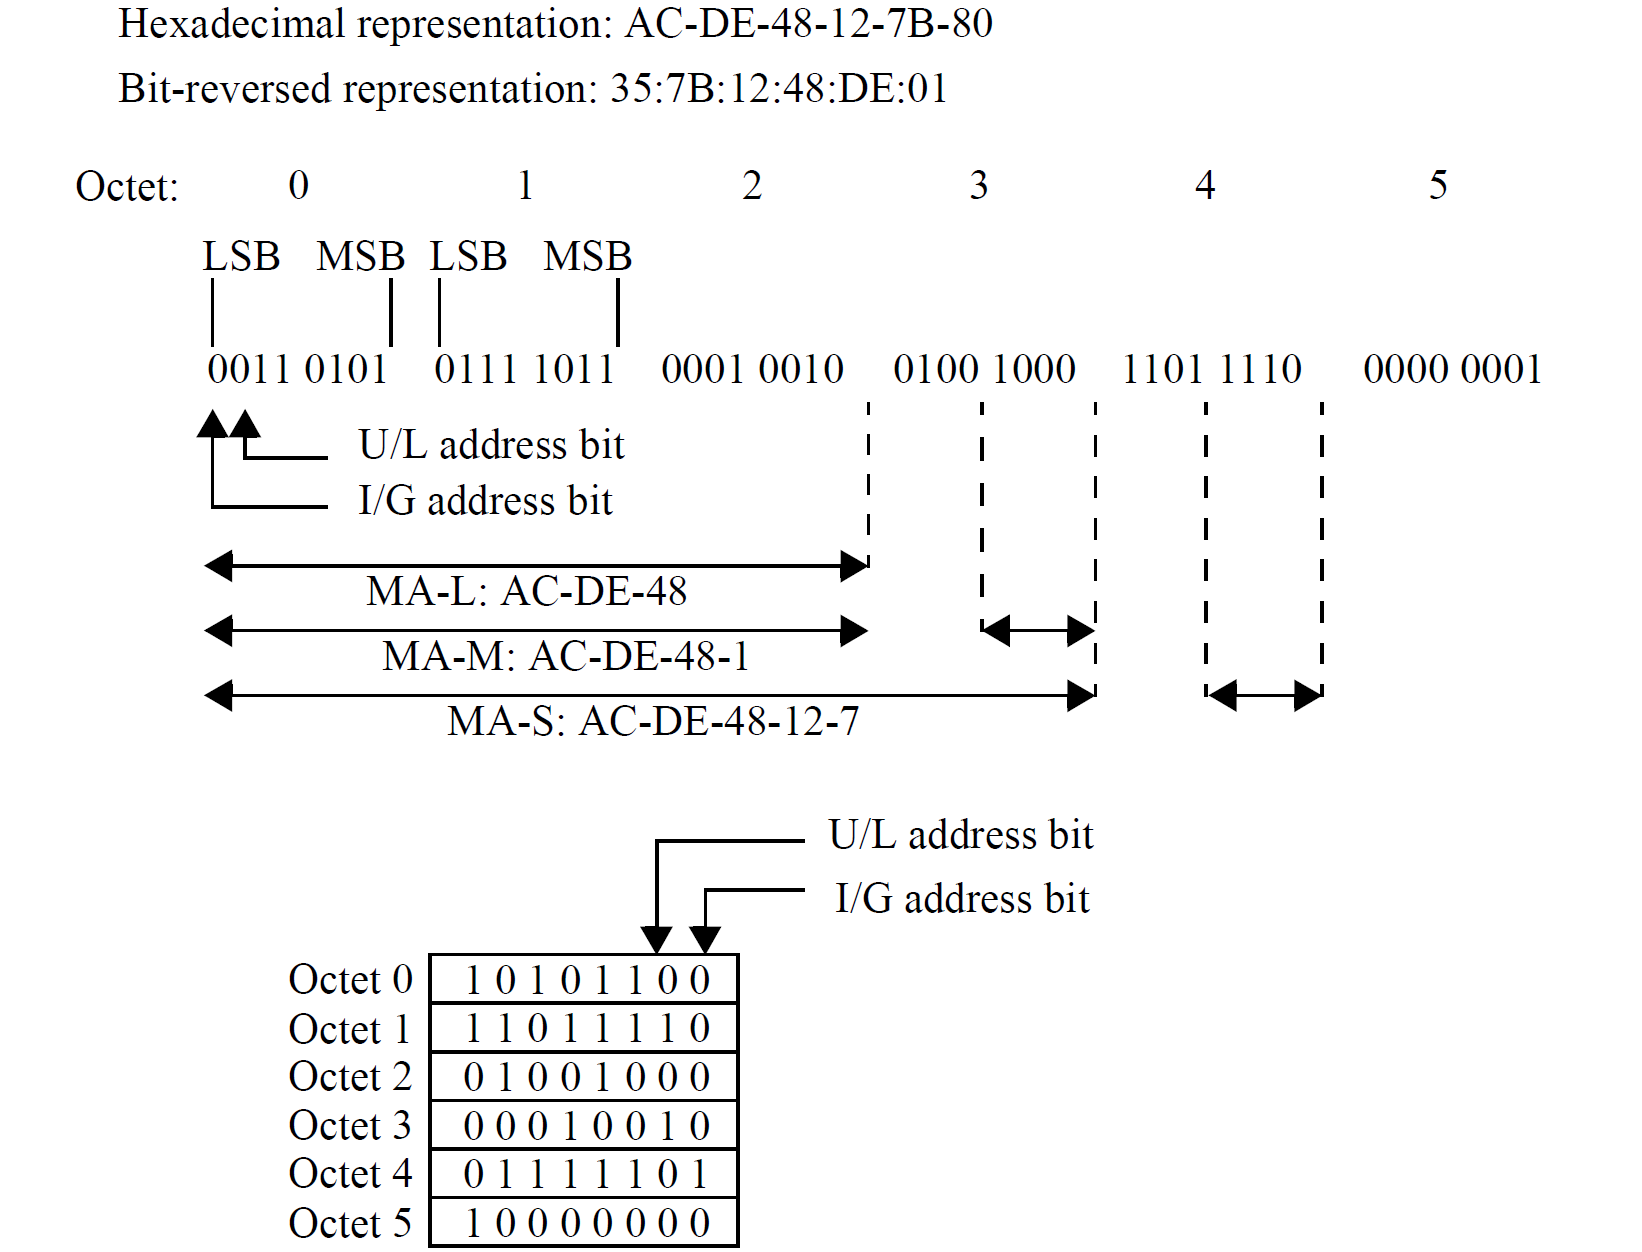 Hexadecimal representation: AC-DE-48-12-7B-80
Bit-reversed representation: 35:7B:12:48:DE:01
Octet: 0 1 2 3 4 5
LSB MSB LSB MSB
0011 0101 0111 1011 0001 0010 0100 1000 1101 1110 0000 0001
U/L address bit
I/G address bit
MA-L: AC-DE-48
MA-M: AC-DE-48-1
MA-S: AC-DE-48-12-7
U/L address bit
I/G address bit
Octet 0 1 0 1 0 1 1 0 0
Octet 1 1 1 0 1 1 1 1 0
Octet 2 0 1 0 0 1 0 0 0
Octet 3 0 0 0 1 0 0 1 0
Octet 4 0 1 1 1 1 1 0 1
Octet 5 1 0 0 0 0 0 0 0